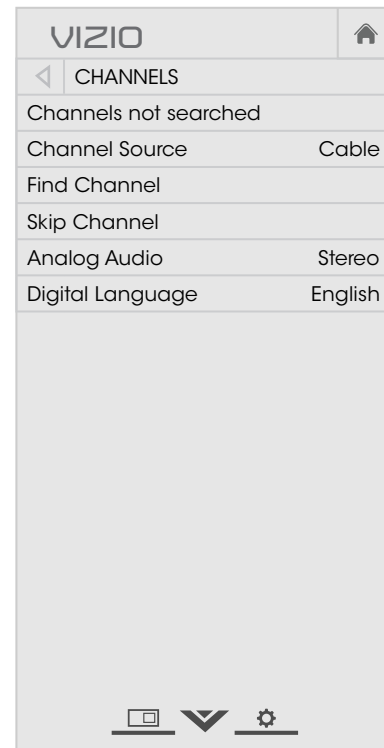 VIZIO
CHANNELS
Channels not searched
Channel Source Cable
Find Channel
Skip Channel
Analog Audio Stereo
Digital Language English